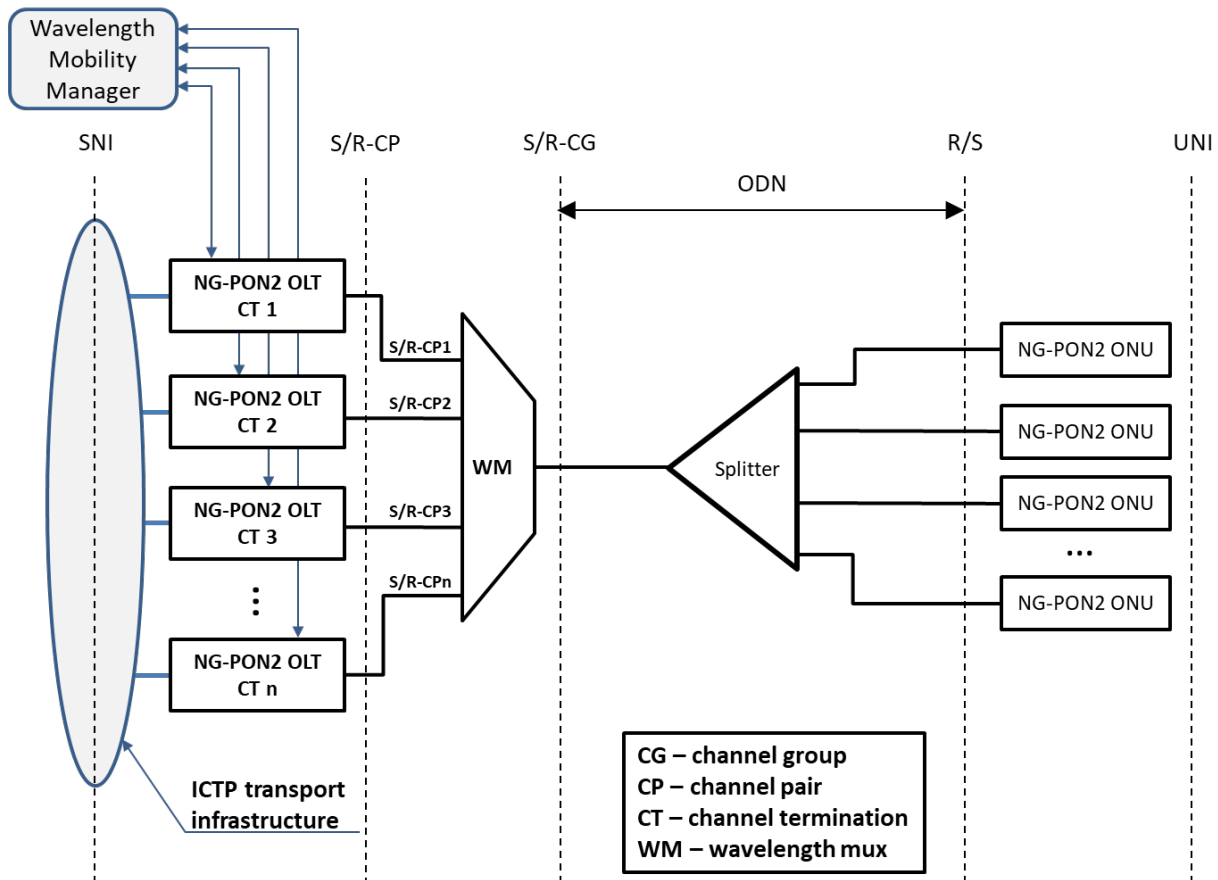 Wavelength
Mobility
Manager
SNI
S/R-CP
S/R-CG
R/S
UNI
ODN
NG-PON2 OLT
CT 1
S/R-CP1
NG-PON2 OLT
CT 2
S/R-CP2
NG-PON2 OLT
CT 3
S/R-CP3
...
S/R-CPn
NG-PON2 OLT
CT n
WM
Splitter
NG-PON2 ONU
NG-PON2 ONU
NG-PON2 ONU
...
NG-PON2 ONU
ICTP transport
infrastructure
CG – channel group
CP – channel pair
CT – channel termination
WM – wavelength mux